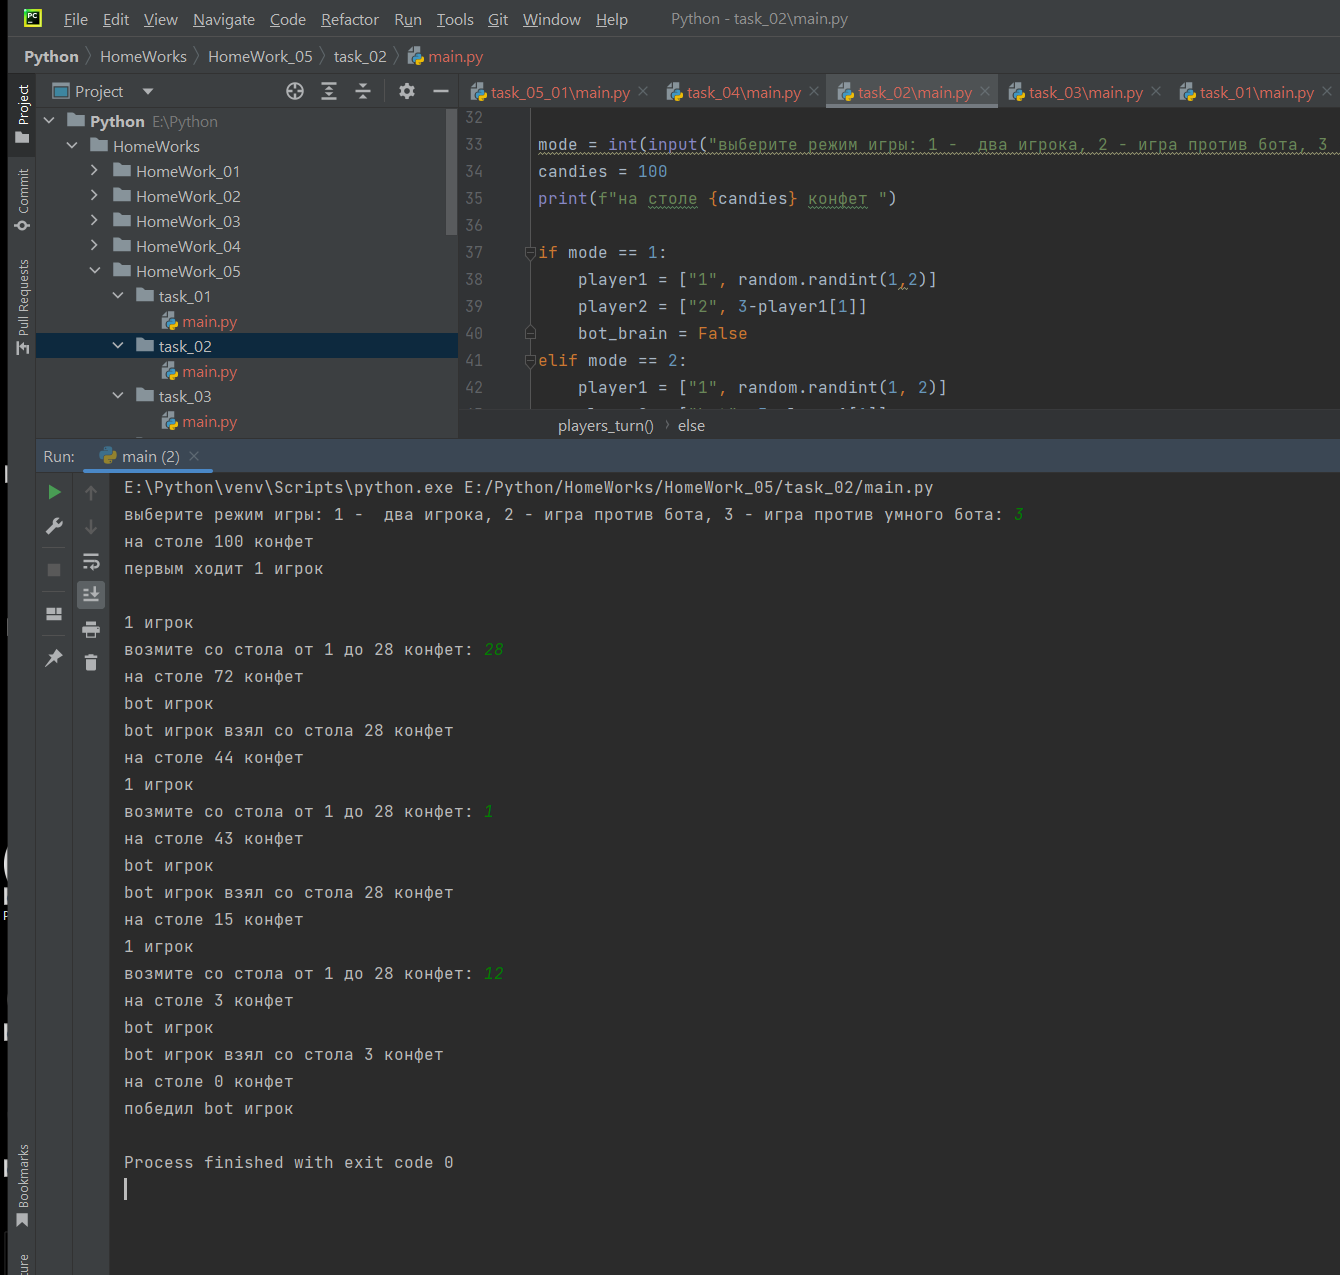 PC File Edit View Navigate Code Refactor Run Tools Git Window Help Python - task_02\main.py
Python HomeWorks HomeWork_05 task_02 main.py
Project
Commit
Pull Requests
Project
task_05_01\main.py task_04\main.py task_02\main.py task_03\main.py task_01\main.py
Python E:\Python
HomeWorks
HomeWork_01
HomeWork_02
HomeWork_03
HomeWork_04
HomeWork_05
task_01
main.py
task_02
main.py
task_03
main.py
32
33 mode = int(input("выберите режим игры: 1 -  два игрока, 2 - игра против бота, 3
34 candies = 100
35 print(f"на столе {candies} конфет ")
36
37 if mode == 1:
38 player1 = ["1", random.randint(1,2)]
39 player2 = ["2", 3-player1[1]]
40 bot_brain = False
41 elif mode == 2:
42 player1 = ["1", random.randint(1, 2)]
players_turn() else
Run: main (2)
E:\Python\venv\Scripts\python.exe E:/Python/HomeWorks/HomeWork_05/task_02/main.py
выберите режим игры: 1 -  два игрока, 2 - игра против бота, 3 - игра против умного бота: 3
на столе 100 конфет
первым ходит 1 игрок
1 игрок
возмите со стола от 1 до 28 конфет: 28
на столе 72 конфет
bot игрок
bot игрок взял со стола 28 конфет
на столе 44 конфет
1 игрок
возмите со стола от 1 до 28 конфет: 1
на столе 43 конфет
bot игрок
bot игрок взял со стола 28 конфет
на столе 15 конфет
1 игрок
возмите со стола от 1 до 28 конфет: 12
на столе 3 конфет
bot игрок
bot игрок взял со стола 3 конфет
на столе 0 конфет
победил bot игрок
Process finished with exit code 0
Bookmarks